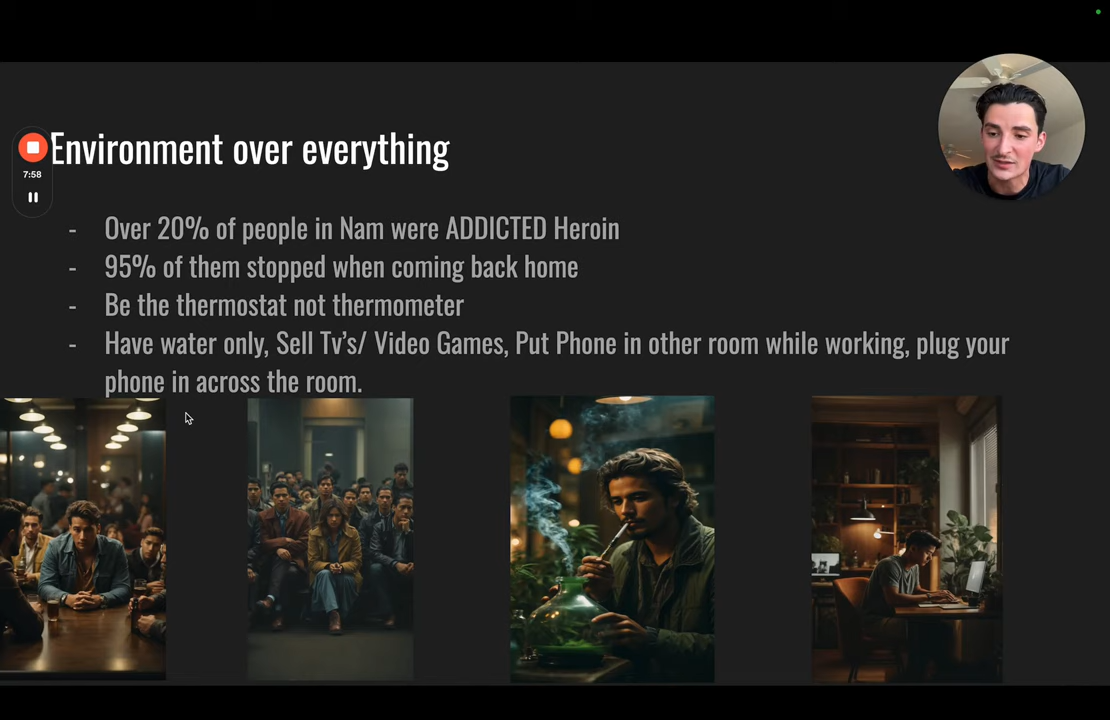 Environment over everything
7:58
- Over 20% of people in Nam were ADDICTED Heroin
- 95% of them stopped when coming back home
- Be the thermostat not thermometer
- Have water only, Sell Tv’s/ Video Games, Put Phone in other room while working, plug your
phone in across the room.